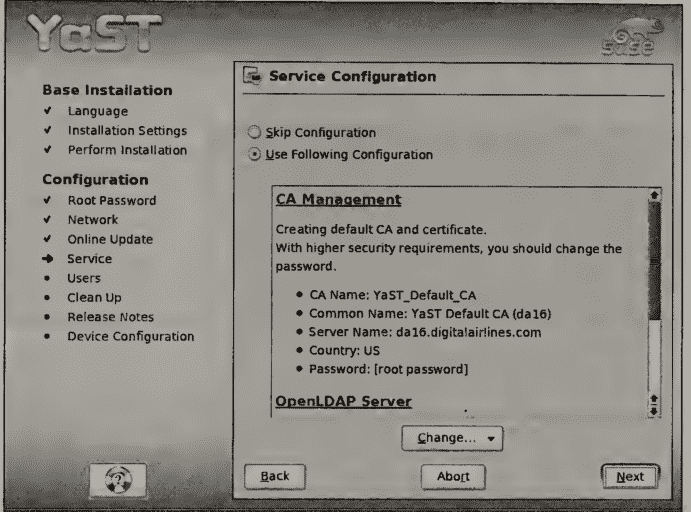 YaST
suse
Base Installation
Language
Installation Settings
Perform Installation
Configuration
Root Password
Network
Online Update
Service
Users
Clean Up
Release Notes
Device Configuration
Service Configuration
Skip Configuration
Use Following Configuration
CA Management
Creating default CA and certificate.
With higher security requirements, you should change the
password.
CA Name: YaST_Default_CA
Common Name: YaST Default CA (da16)
Server Name: da16.digitalairlines.com
Country: US
Password: [root password]
OpenLDAP Server
Change...
?
Back
Abort
Next